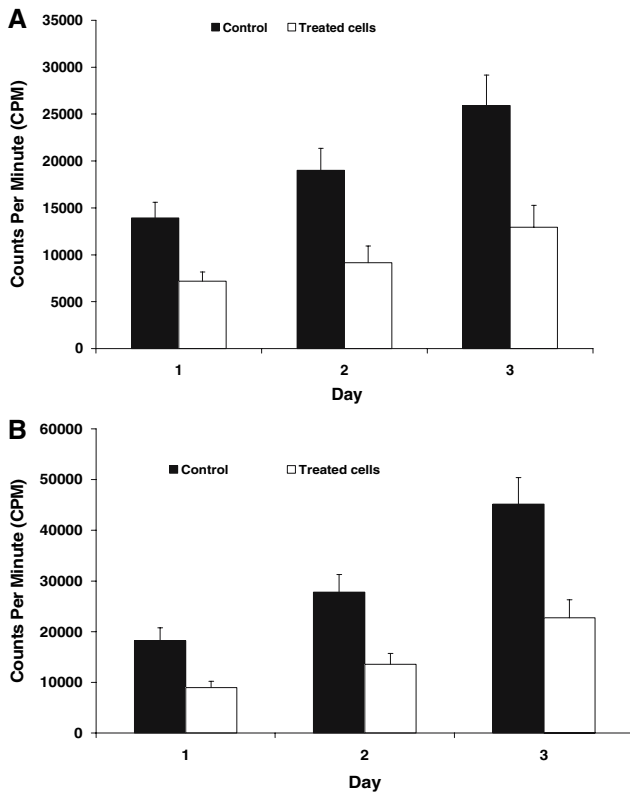 A
Control Treated cells
Counts Per Minute (CPM)
35000
30000
25000
20000
15000
10000
5000
0
1 2 3
Day
B
Control Treated cells
Counts Per Minute (CPM)
60000
50000
40000
30000
20000
10000
0
1 2 3
Day